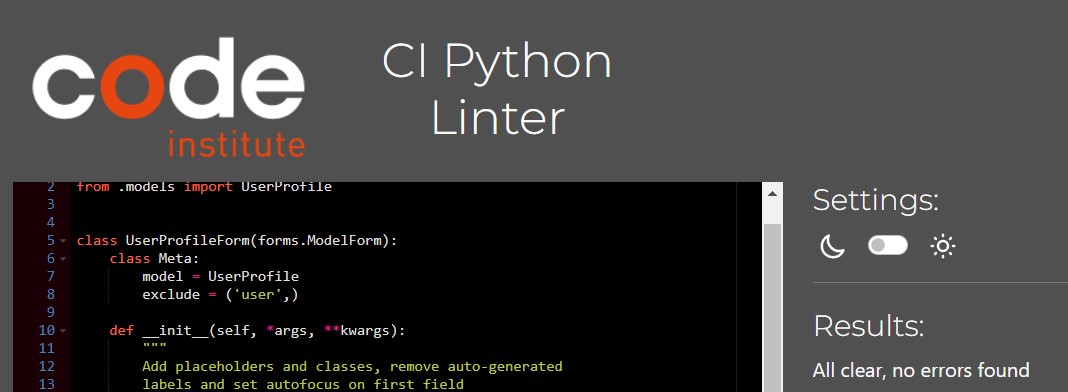 code
institute
CI Python
Linter
2 from .models import UserProfile
3
4
5 class UserProfileForm(forms.ModelForm):
6 class Meta:
7 model = UserProfile
8 exclude = ('user',)
9
10 def __init__(self, *args, **kwargs):
11 """
12 Add placeholders and classes, remove auto-generated
13 labels and set autofocus on first field
Settings:
Results:
All clear, no errors found